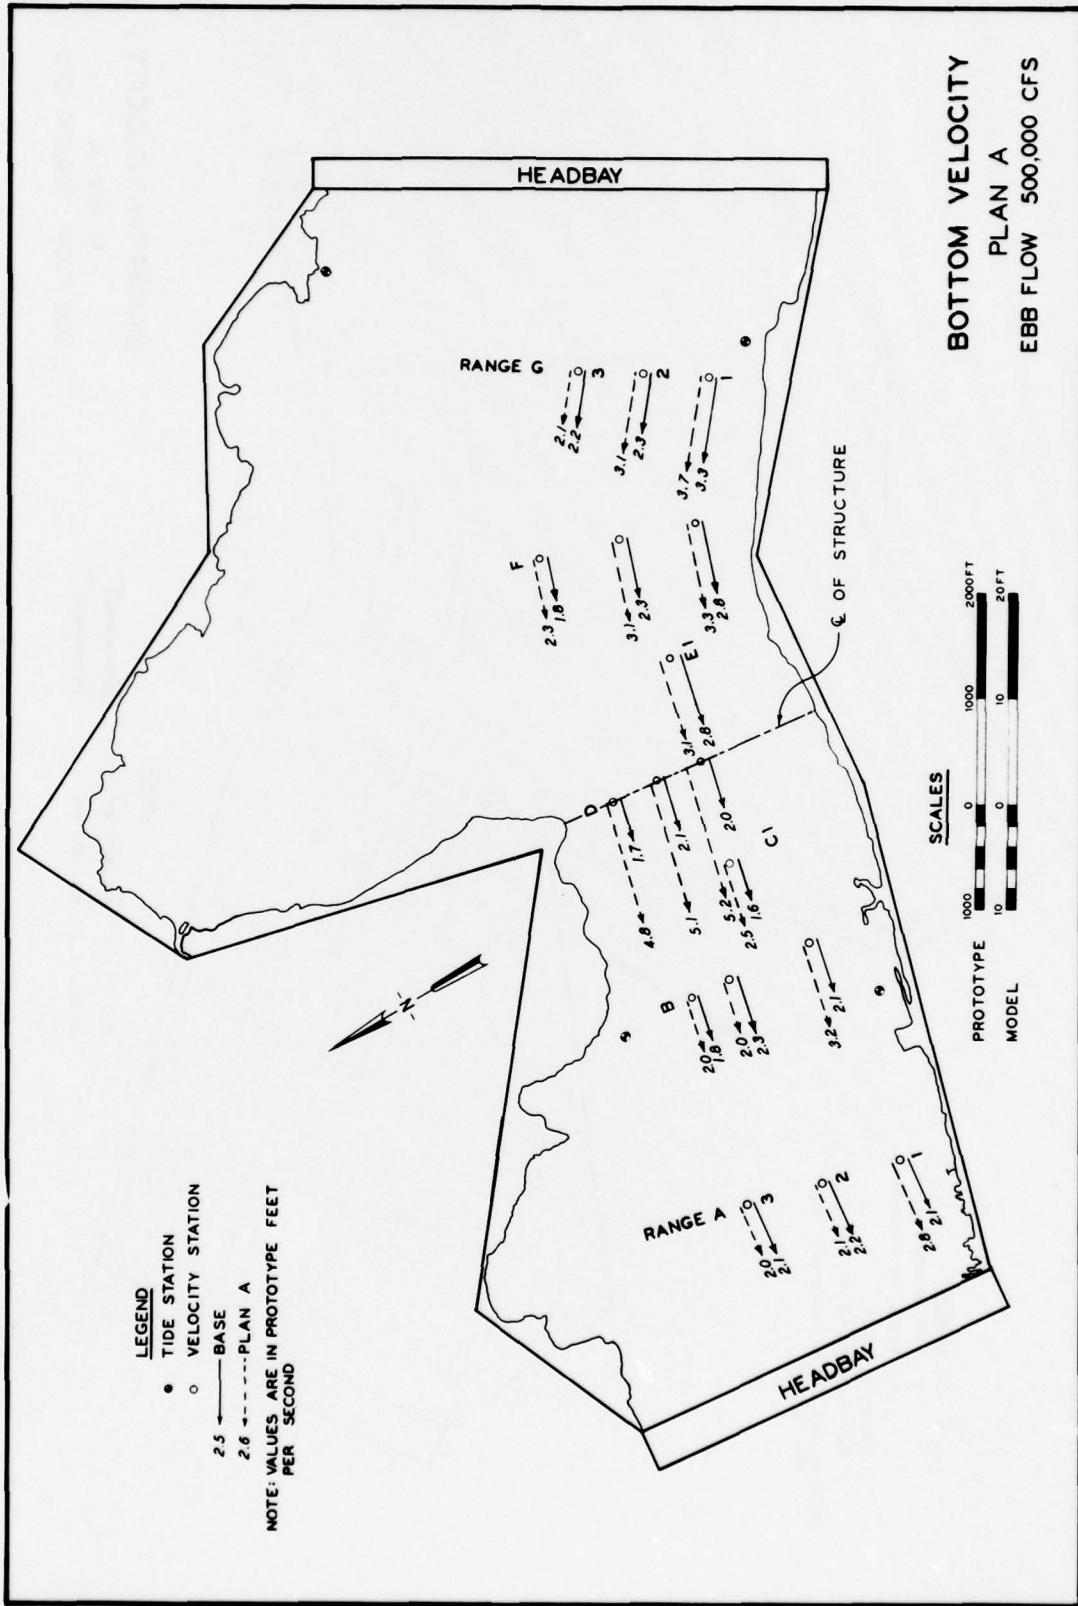 LEGEND
TIDE STATION
VELOCITY STATION
2.5 BASE
2.6 PLAN A
NOTE: VALUES ARE IN PROTOTYPE FEET
PER SECOND
HEADBAY
RANGE G
2.1
2.2
3
3.1
2.3
2
3.7
3.3
1
F
2.3
1.8
3.1
2.3
3.3
2.8
E1
3.1
2.8
D
4.8
1.7
5.1
2.1
5.2
2.0
C1
2.5
1.6
B
2.0
1.8
2.0
2.3
3.2
2.1
RANGE A
2.0
2.1
3
2.1
2.2
2
2.8
2.1
1
HEADBAY
N
℄ OF STRUCTURE
SCALES
PROTOTYPE 1000 0 1000 2000 FT
MODEL 10 0 10 20 FT
BOTTOM VELOCITY
PLAN A
EBB FLOW 500,000 CFS